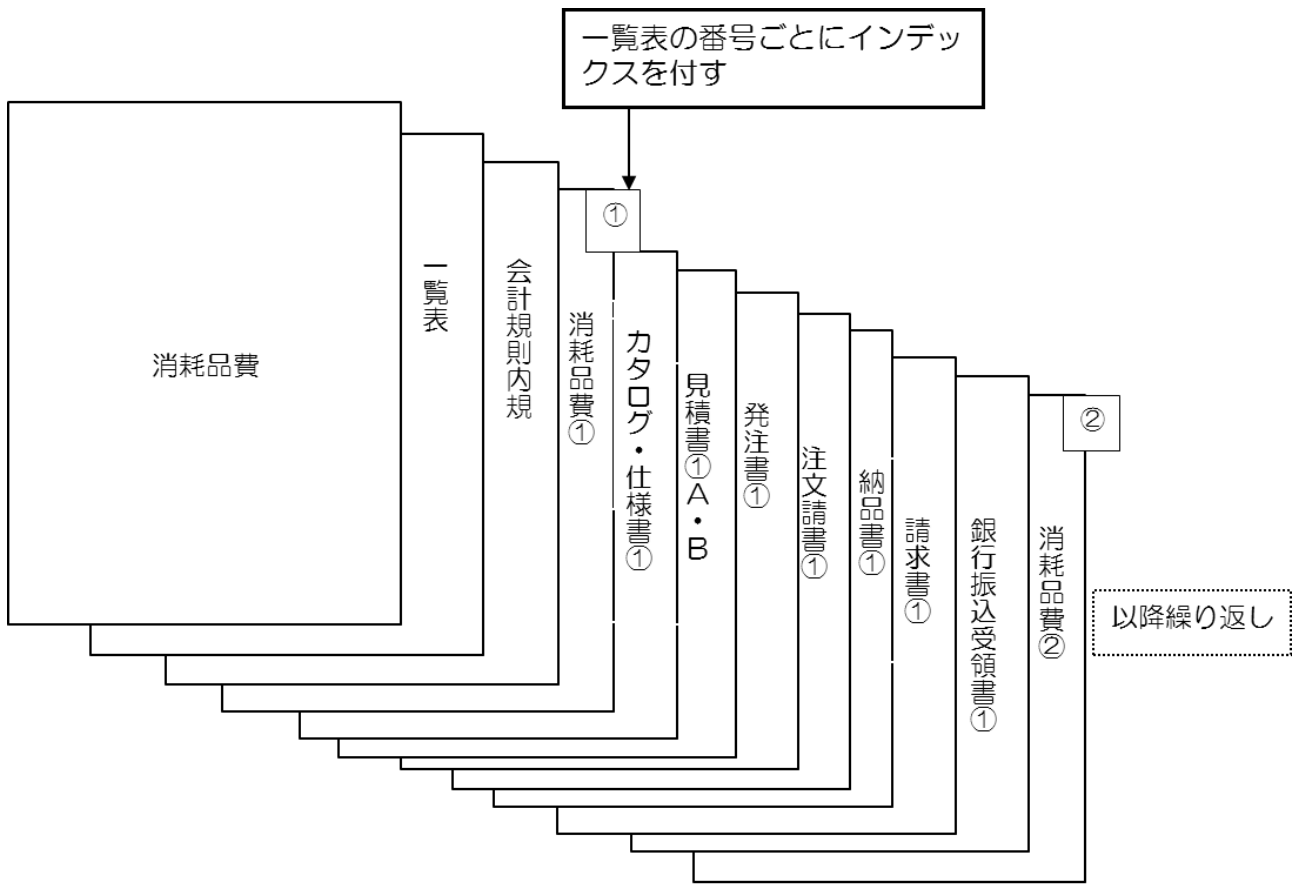 一覧表の番号ごとにインデッ
クスを付す
①
消耗品費
一覧表
会計規則内規
消耗品費①
カタログ・仕様書①
見積書①A・B
発注書①
注文請書①
納品書①
請求書①
銀行振込受領書①
消耗品費②
②
以降繰り返し